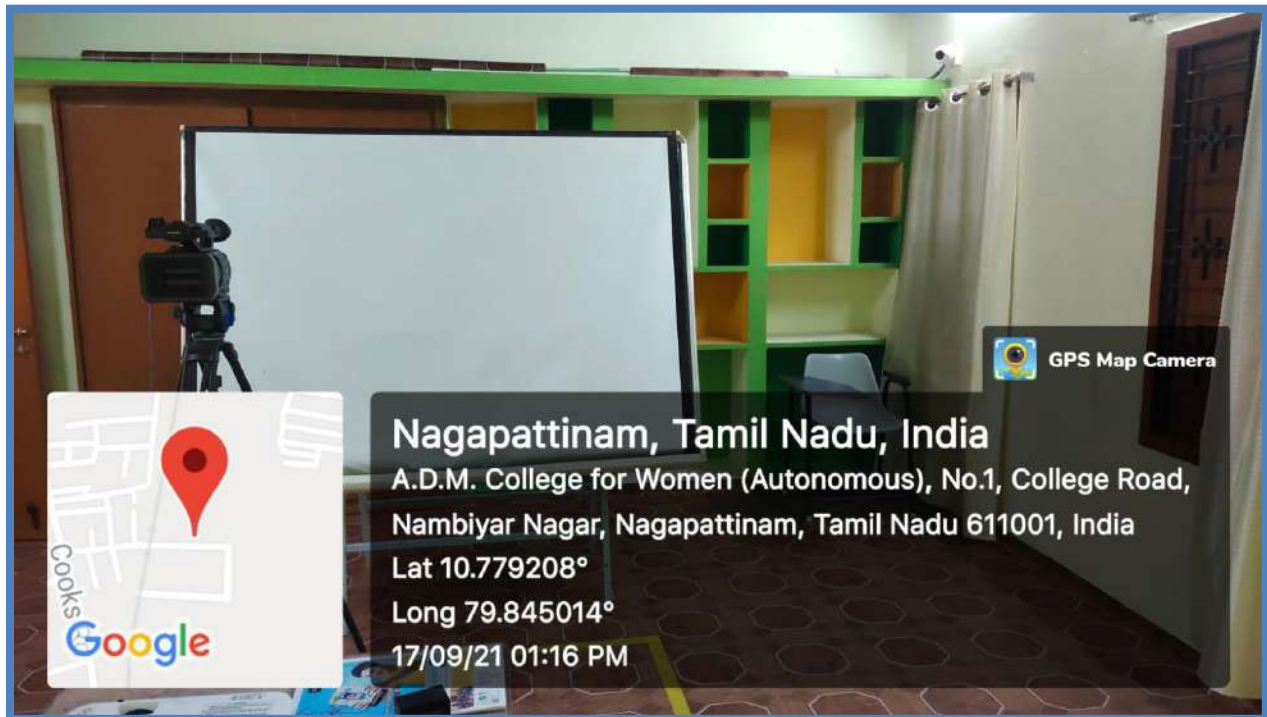 GPS Map Camera
Nagapattinam, Tamil Nadu, India
A.D.M. College for Women (Autonomous), No.1, College Road,
Nambiyar Nagar, Nagapattinam, Tamil Nadu 611001, India
Lat 10.779208°
Long 79.845014°
17/09/21 01:16 PM
Cooks
Google